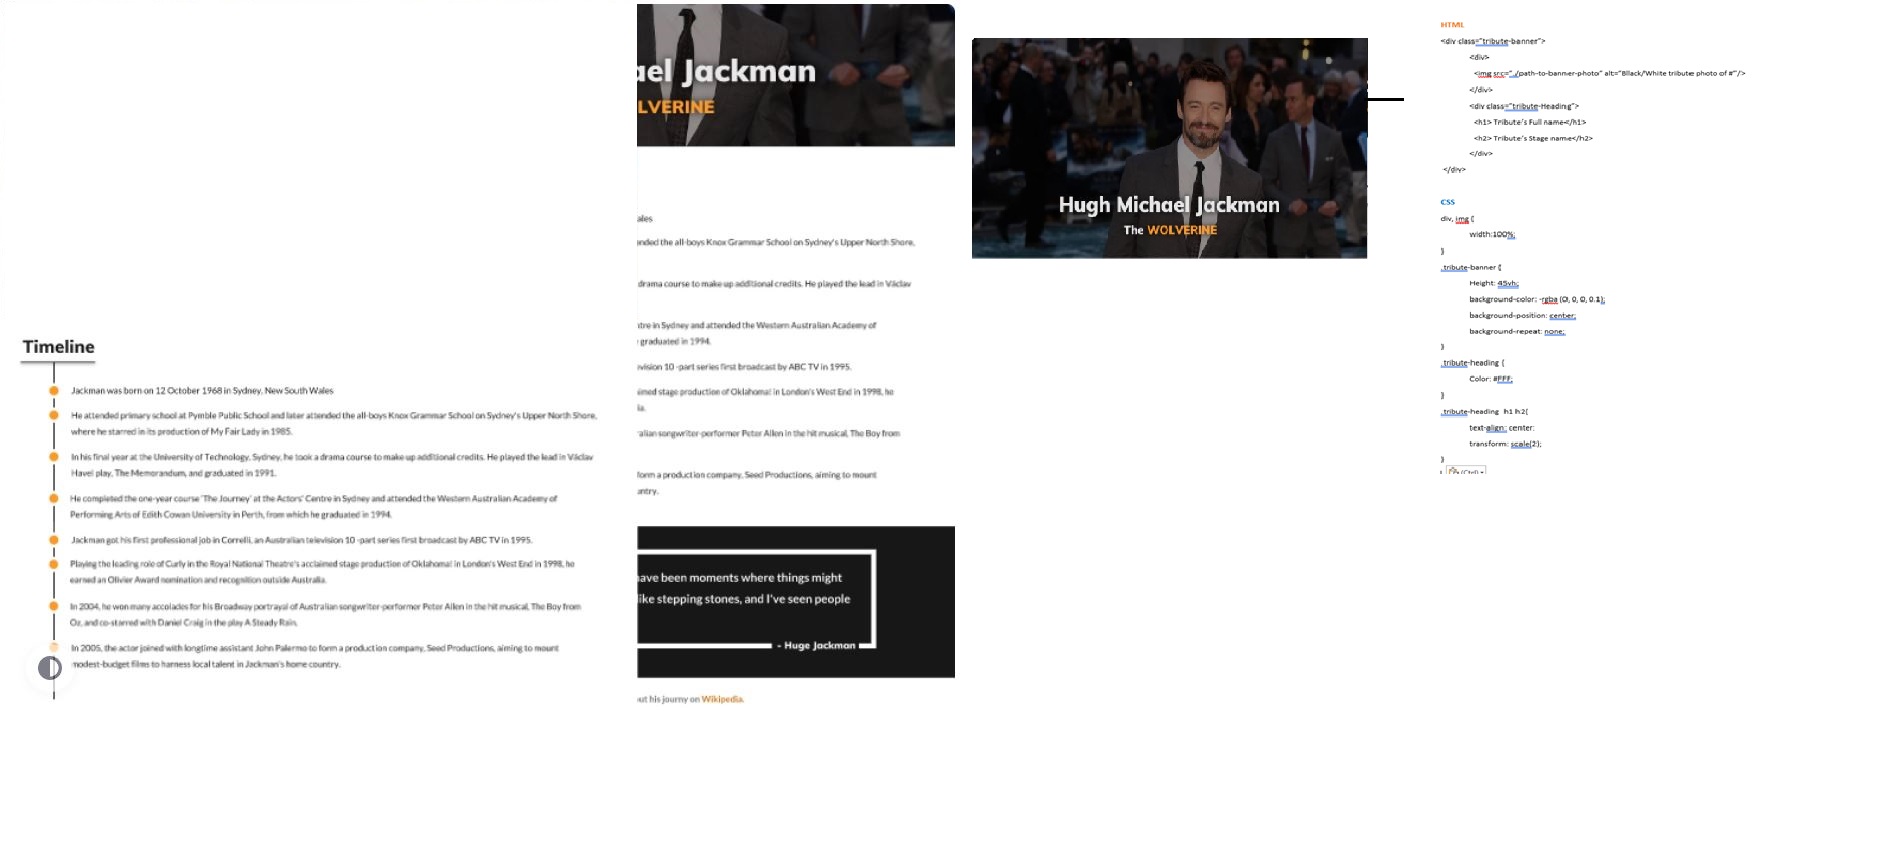 Timeline
Jackman was born on 12 October 1968 in Sydney, New South Wales
He attended primary school at Pymble Public School and later attended the all-boys Knox Grammar School on Sydney's Upper North Shore,
where he starred in its production of My Fair Lady in 1985.
In his final year at the University of Technology, Sydney, he took a drama course to make up additional credits. He played the lead in Václav
Havel play, The Memorandum, and graduated in 1991.
He completed the one-year course 'The Journey' at the Actors' Centre in Sydney and attended the Western Australian Academy of
Performing Arts of Edith Cowan University in Perth, from which he graduated in 1994.
Jackman got his first professional job in Correlli, an Australian television 10 -part series first broadcast by ABC TV in 1995.
Playing the leading role of Curly in the Royal National Theatre's acclaimed stage production of Oklahoma! in London's West End in 1998, he
earned an Olivier Award nomination and recognition outside Australia.
In 2004, he won many accolades for his Broadway portrayal of Australian songwriter-performer Peter Allen in the hit musical, The Boy from
Oz, and co-starred with Daniel Craig in the play A Steady Rain.
In 2005, the actor joined with longtime assistant John Palermo to form a production company, Seed Productions, aiming to mount
modest-budget films to harness local talent in Jackman's home country.
ael Jackman
LVERINE
ales
ended the all-boys Knox Grammar School on Sydney's Upper North Shore,
drama course to make up additional credits. He played the lead in Václav
ntre in Sydney and attended the Western Australian Academy of
graduated in 1994.
vision 10 -part series first broadcast by ABC TV in 1995.
aimed stage production of Oklahoma! in London's West End in 1998, he
ia.
ralian songwriter-performer Peter Allen in the hit musical, The Boy from
form a production company, Seed Productions, aiming to mount
untry.
have been moments where things might
like stepping stones, and I've seen people
- Huge Jackman
out his journy on Wikipedia.
Hugh Michael Jackman
The WOLVERINE
HTML
<div class="tribute-banner">
<div>
<img src="./path-to-banner-photo" alt="Black/White tribute photo of #"/>
</div>
<div class="tribute-Heading">
<h1> Tribute's Full name</h1>
<h2> Tribute's Stage name</h2>
</div>
</div>
CSS
div, img {
width:100%;
}
.tribute-banner {
Height: 45vh;
background-color: -rgba (0, 0, 0, 0.1);
background-position: center;
background-repeat: none;
}
.tribute-heading {
Color: #FFF;
}
.tribute-heading h1 h2{
text-align: center;
transform: scale(2);
}
(Ctrl)